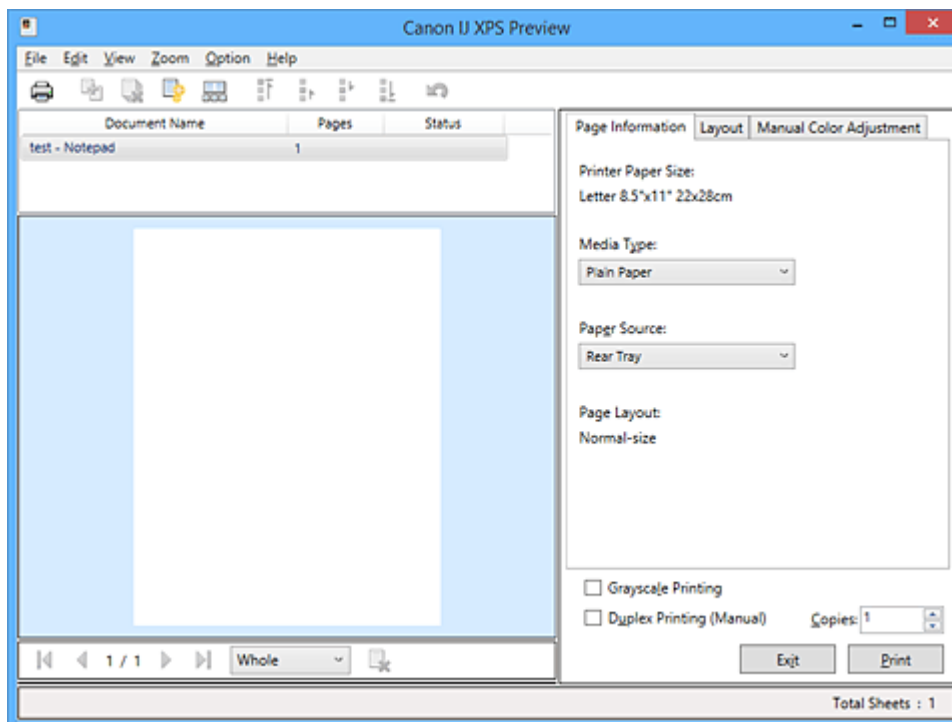 Canon IJ XPS Preview
File Edit View Zoom Option Help
Document Name Pages Status
test - Notepad 1
Page Information Layout Manual Color Adjustment
Printer Paper Size:
Letter 8.5"x11" 22x28cm
Media Type:
Plain Paper
Paper Source:
Rear Tray
Page Layout:
Normal-size
Grayscale Printing
Duplex Printing (Manual) Copies: 1
1 / 1 Whole
Exit Print
Total Sheets : 1